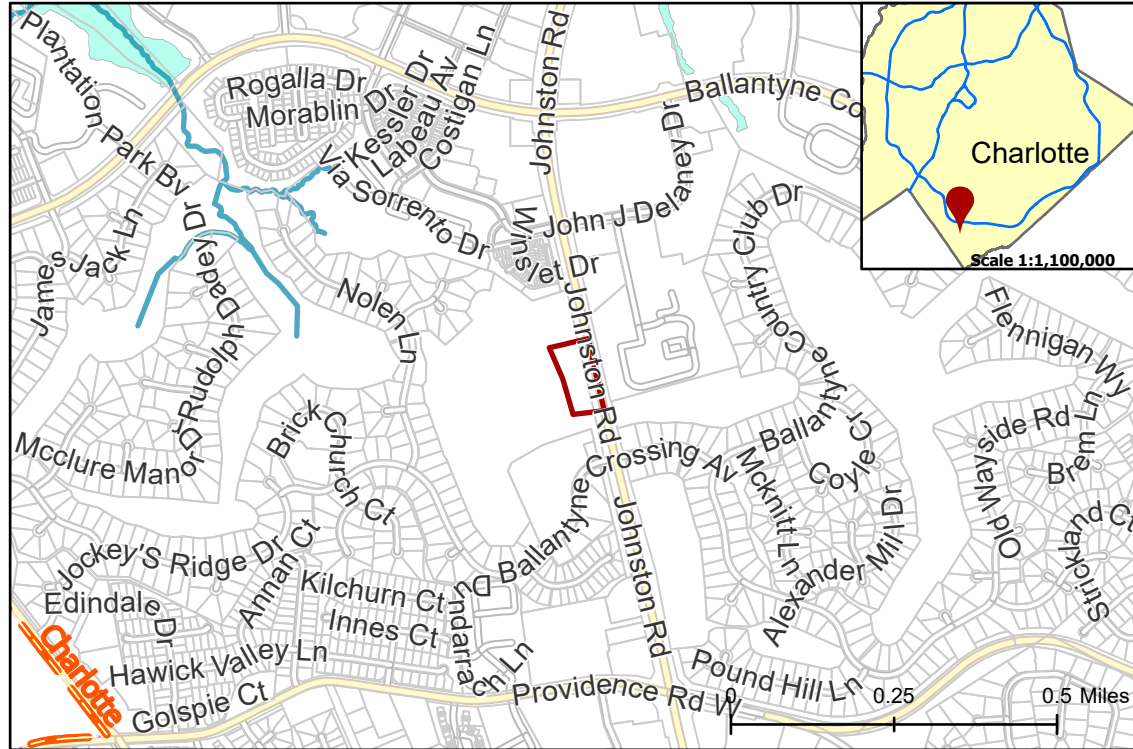 Plantation
Park Bv
Rogalla Dr
Morablin Dr
Kessler Dr
Labeau Av
Costigan Ln
Johnston Rd
Ballantyne Co
Charlotte
Scale 1:1,100,000
Via Sorrento Dr
Winslet Dr
John J Delaney Dr
James Jack Ln
Dadey Dr
Rudolph
Nolen Ln
Johnston Rd
Ballantyne Country Club Dr
Flennigan Wy
Mcclure Manor Dr
Brick Church Ct
Ballantyne Crossing Av
Mcknitt Ln
Ballantyne
Coyle Cr
Old Wayside Rd
Brem Ln
Strickland Ct
Alexander Mill Dr
Jockey'S Ridge Dr
Annan Ct
Edindale Dr
Kilchurn Ct
Innes Ct
Dundarrach Ln
Johnston Rd
Hawick Valley Ln
Golspie Ct
Charlotte
Providence Rd W
Pound Hill Ln
0 0.25 0.5 Miles